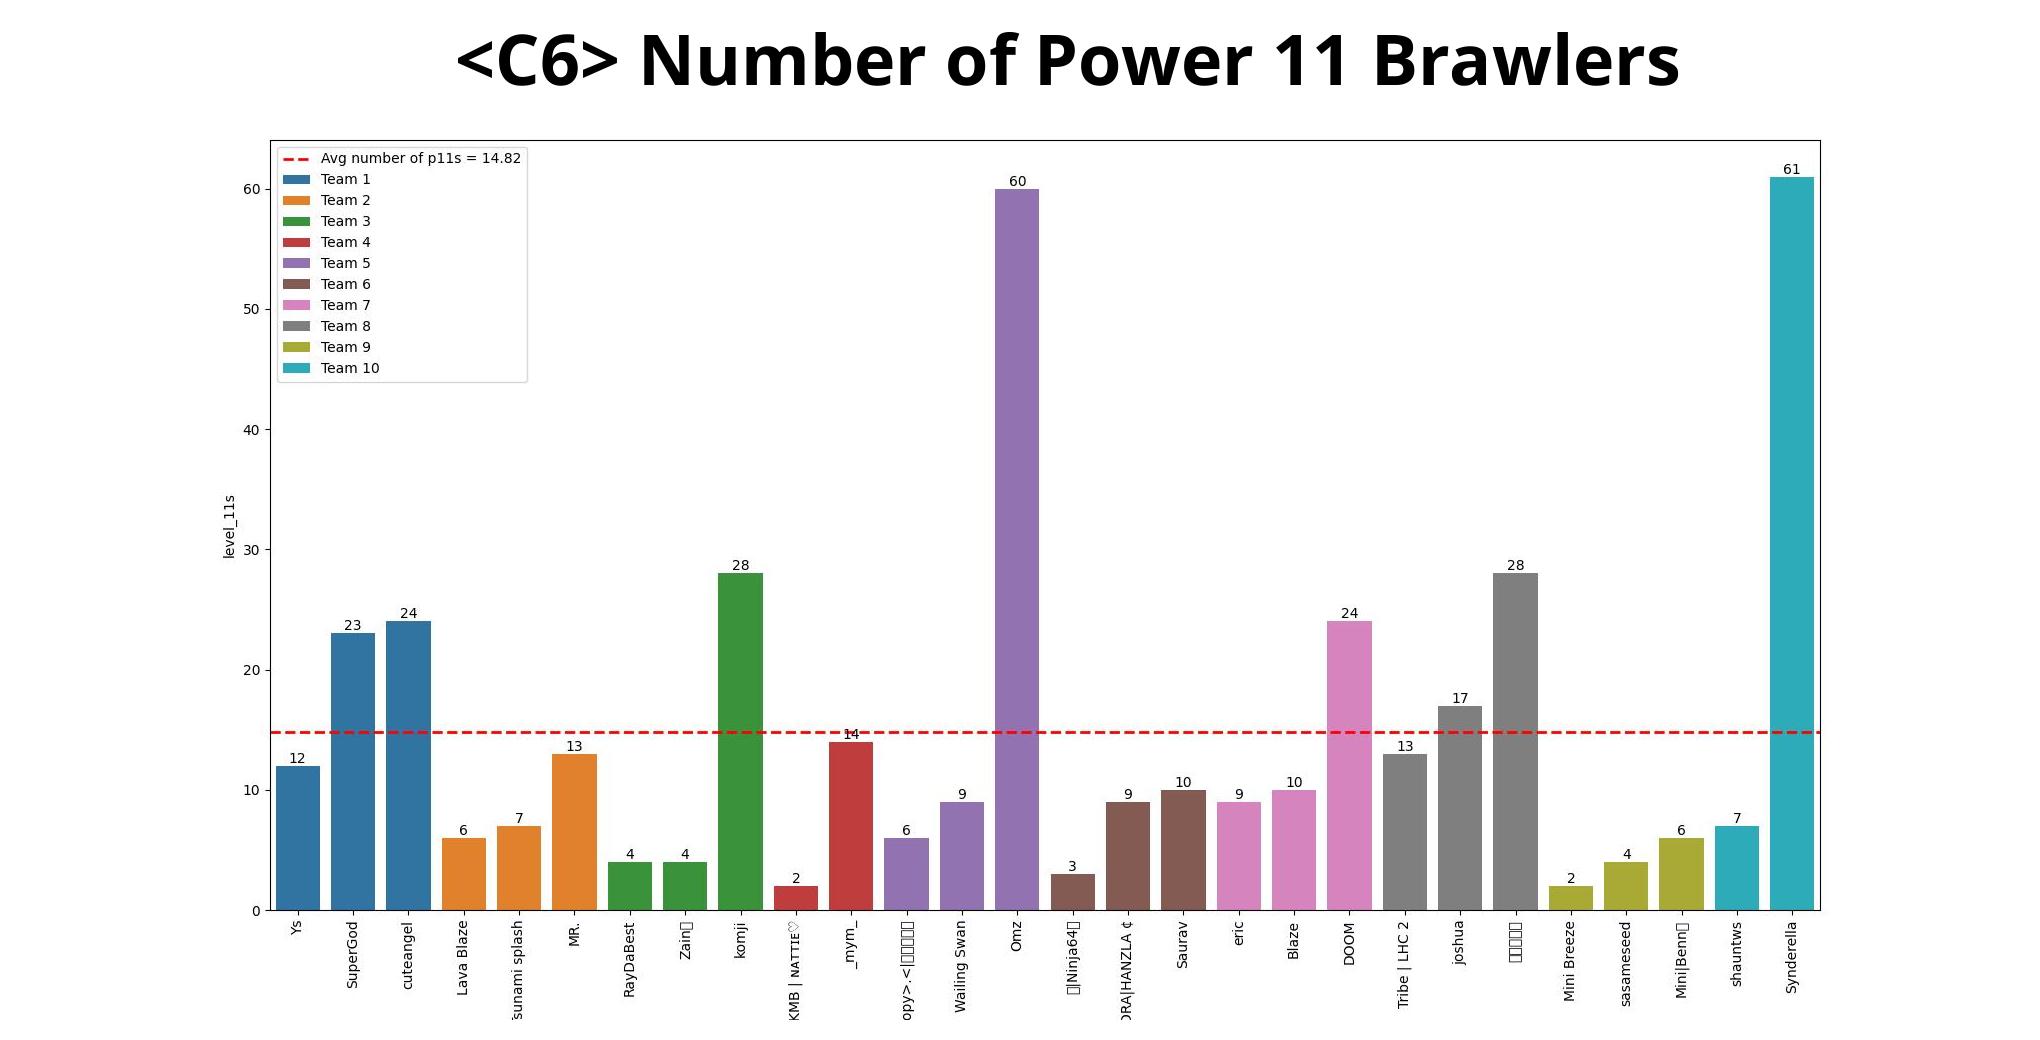 <C6> Number of Power 11 Brawlers
Avg number of p11s = 14.82
Team 1
Team 2
Team 3
Team 4
Team 5
Team 6
Team 7
Team 8
Team 9
Team 10
level_11s
60
50
40
30
20
10
0
12
23
24
6
7
13
4
4
28
2
14
6
9
60
3
9
10
9
10
24
13
17
28
2
4
6
7
61
Ys
SuperGod
cuteangel
Lava Blaze
sunami splash
MR.
RayDaBest
Zain
komji
KMB | ɴᴀᴛᴛɪᴇ♡
_mym_
opy>.<|
Wailing Swan
Omz
|Ninja64
RA|HANZLA ¢
Saurav
eric
Blaze
DOOM
Tribe | LHC 2
joshua
Mini Breeze
sasameseed
Mini|Benn
shauntws
Synderella